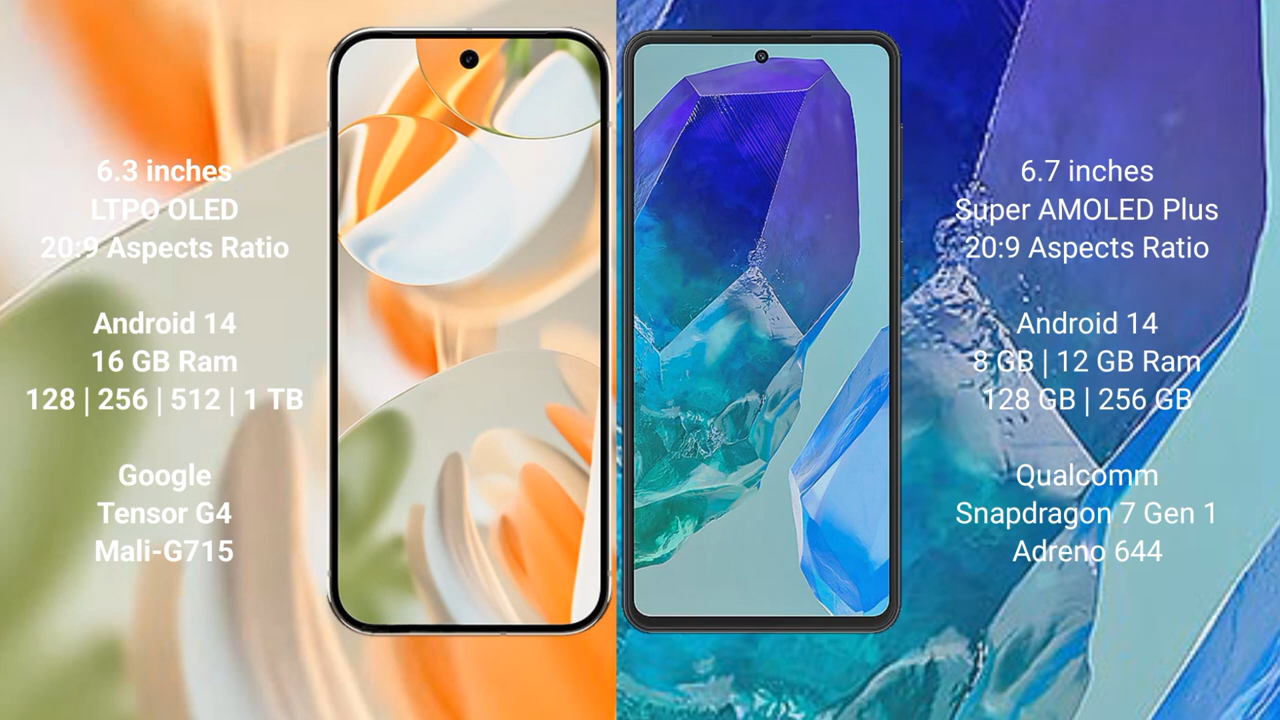 6.3 inches
LTPO OLED
20:9 Aspects Ratio
Android 14
16 GB Ram
128 | 256 | 512 | 1 TB
Google
Tensor G4
Mali-G715
6.7 inches
Super AMOLED Plus
20:9 Aspects Ratio
Android 14
8 GB | 12 GB Ram
128 GB | 256 GB
Qualcomm
Snapdragon 7 Gen 1
Adreno 644